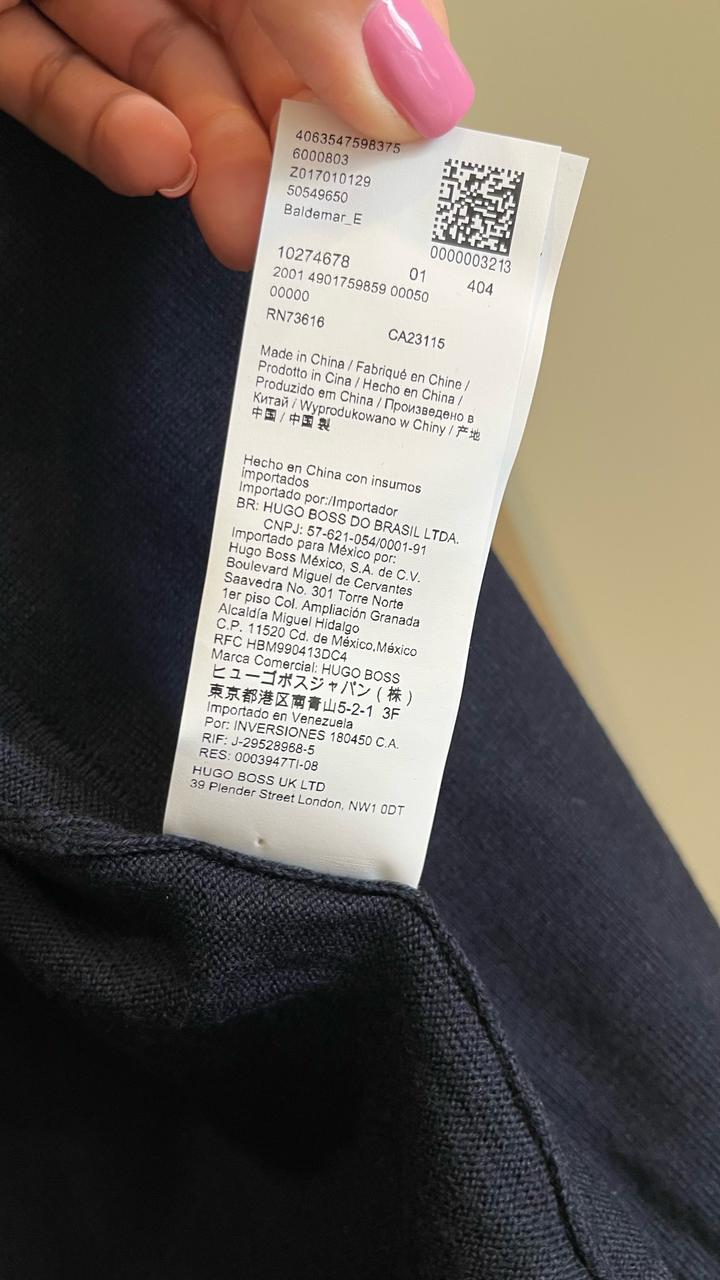 4063547598375
6000803
Z017010129
50549650
Baldemar_E
0000003213
10274678 01 404
2001 4901759859 00050
00000
RN73616 CA23115
Made in China / Fabriqué en Chine /
Prodotto in Cina / Hecho en China /
Produzido em China / Произведено в
Китай / Wyprodukowano w Chiny / 产地
中国 / 中国 製
Hecho en China con insumos
importados
Importado por:/Importador
BR: HUGO BOSS DO BRASIL LTDA.
CNPJ: 57-621-054/0001-91
Importado para México por:
Hugo Boss México, S.A. de C.V.
Boulevard Miguel de Cervantes
Saavedra No. 301 Torre Norte
1er piso Col. Ampliación Granada
Alcaldía Miguel Hidalgo
C.P. 11520 Cd. de México,México
RFC HBM990413DC4
Marca Comercial: HUGO BOSS
ヒューゴボスジャパン ( 株 )
東京都港区南青山5-2-1 3F
Importado en Venezuela
Por: INVERSIONES 180450 C.A.
RIF: J-29528968-5
RES: 0003947TI-08
HUGO BOSS UK LTD
39 Plender Street London, NW1 0DT